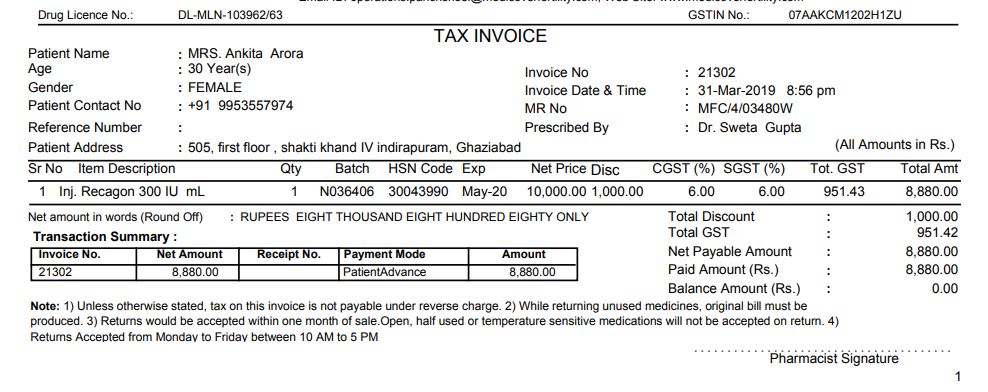 Drug Licence No.: DL-MLN-103962/63 GSTIN No.: 07AAKCM1202H1ZU
TAX INVOICE
Patient Name : MRS. Ankita Arora
Age : 30 Year(s)
Gender : FEMALE
Patient Contact No : +91 9953557974
Reference Number :
Patient Address : 505, first floor , shakti khand IV indirapuram, Ghaziabad
Invoice No : 21302
Invoice Date & Time : 31-Mar-2019 8:56 pm
MR No : MFC/4/03480W
Prescribed By : Dr. Sweta Gupta
(All Amounts in Rs.)
Sr No Item Description Qty Batch HSN Code Exp Net Price Disc CGST (%) SGST (%) Tot. GST Total Amt
1 Inj. Recagon 300 IU mL 1 N036406 30043990 May-20 10,000.00 1,000.00 6.00 6.00 951.43 8,880.00
Net amount in words (Round Off) : RUPEES EIGHT THOUSAND EIGHT HUNDRED EIGHTY ONLY
Total Discount : 1,000.00
Total GST : 951.42
Net Payable Amount : 8,880.00
Paid Amount (Rs.) : 8,880.00
Balance Amount (Rs.) : 0.00
Transaction Summary :
Invoice No. Net Amount Receipt No. Payment Mode Amount
21302 8,880.00 PatientAdvance 8,880.00
Note: 1) Unless otherwise stated, tax on this invoice is not payable under reverse charge. 2) While returning unused medicines, original bill must be
produced. 3) Returns would be accepted within one month of sale.Open, half used or temperature sensitive medications will not be accepted on return. 4)
Returns Accepted from Monday to Friday between 10 AM to 5 PM
Pharmacist Signature
1